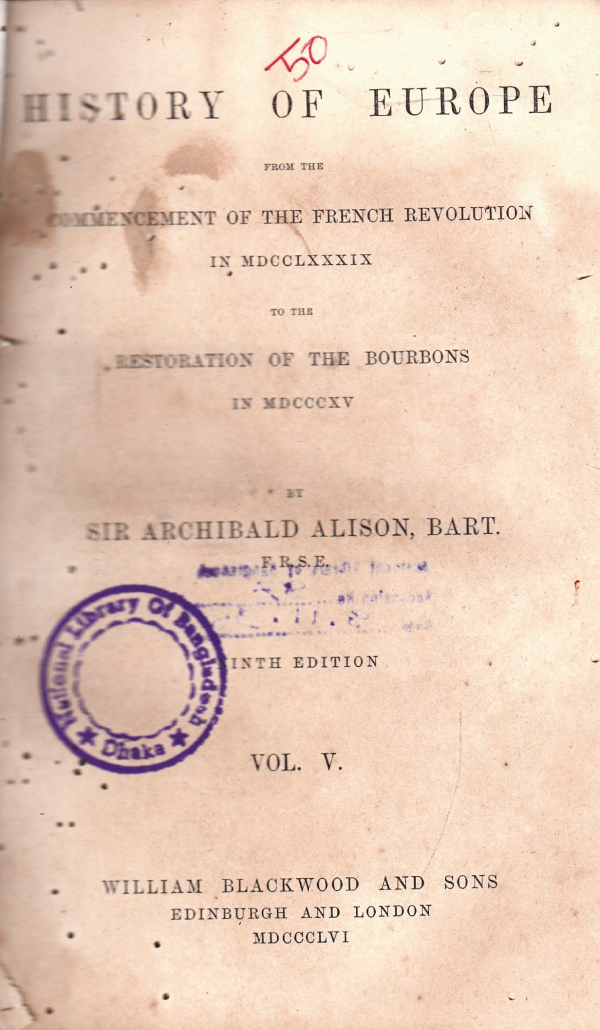 50
HISTORY OF EUROPE
FROM THE
COMMENCEMENT OF THE FRENCH REVOLUTION
IN MDCCLXXXIX
TO THE
RESTORATION OF THE BOURBONS
IN MDCCCXV
BY
SIR ARCHIBALD ALISON, BART.
F.R.S.E.
National Library Of Bangladesh
★ Dhaka ★
INTH EDITION
VOL. V.
WILLIAM BLACKWOOD AND SONS
EDINBURGH AND LONDON
MDCCCLVI